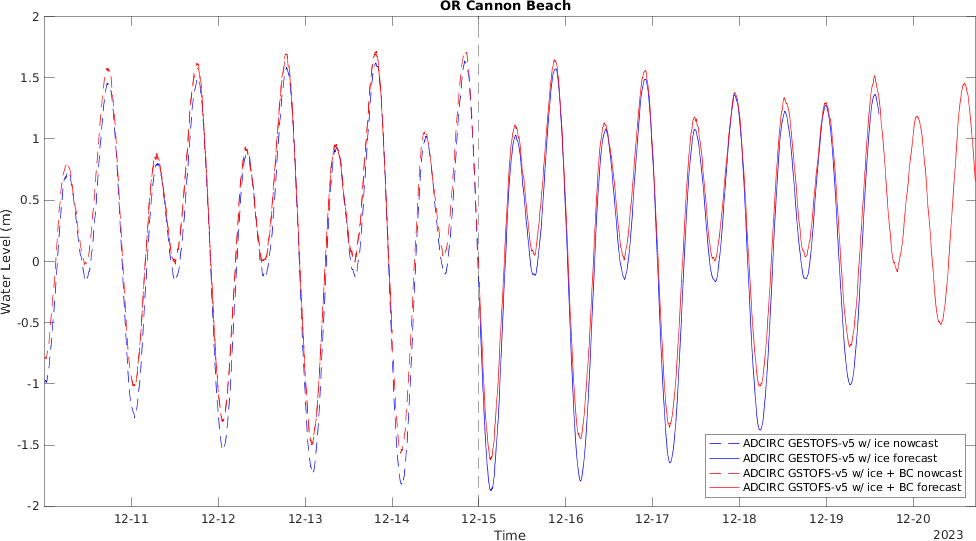 OR Cannon Beach
Water Level (m)
2
1.5
1
0.5
0
-0.5
-1
-1.5
-2
ADCIRC GESTOFS-v5 w/ ice nowcast
ADCIRC GESTOFS-v5 w/ ice forecast
ADCIRC GSTOFS-v5 w/ ice + BC nowcast
ADCIRC GSTOFS-v5 w/ ice + BC forecast
12-11 12-12 12-13 12-14 12-15 12-16 12-17 12-18 12-19 12-20
Time
2023